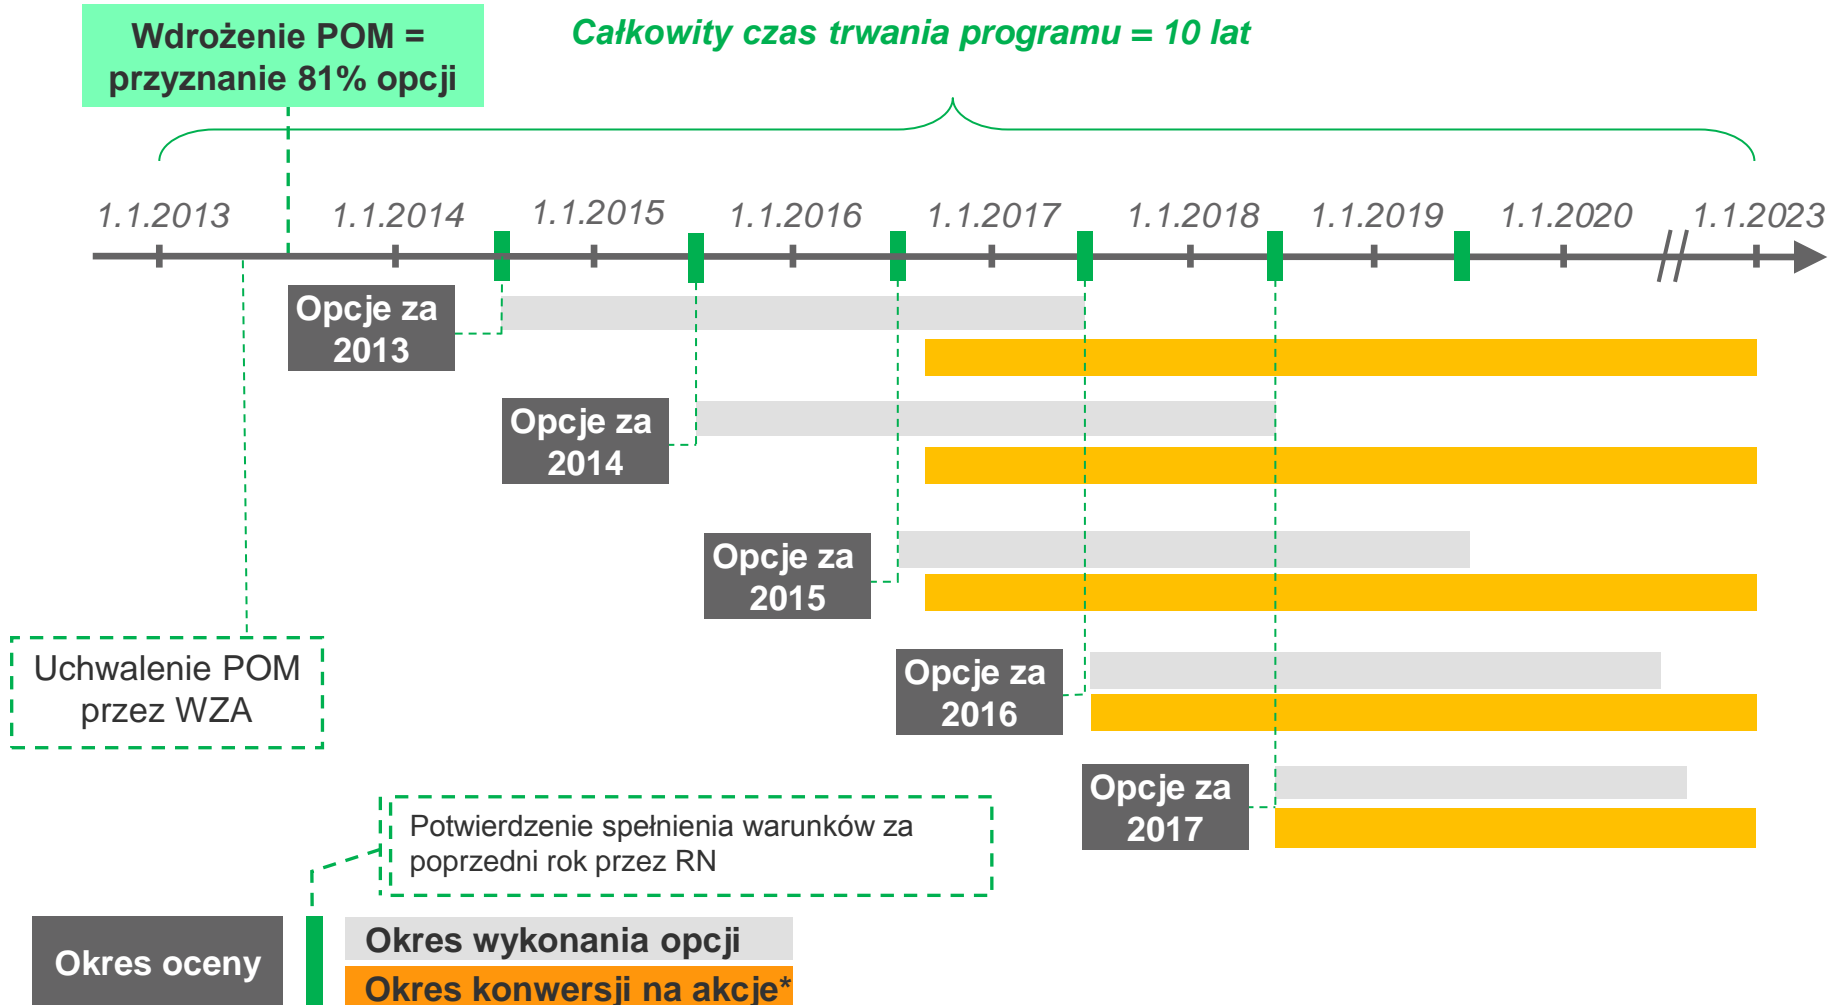 Wdrożenie POM =
przyznanie 81% opcji
Całkowity czas trwania programu = 10 lat
1.1.2013
1.1.2014
1.1.2015
1.1.2016
1.1.2017
1.1.2018
1.1.2019
1.1.2020
1.1.2023
Opcje za
2013
Opcje za
2014
Opcje za
2015
Uchwalenie POM
przez WZA
Opcje za
2016
Opcje za
2017
Potwierdzenie spełnienia warunków za
poprzedni rok przez RN
Okres oceny
Okres wykonania opcji
Okres konwersji na akcje*